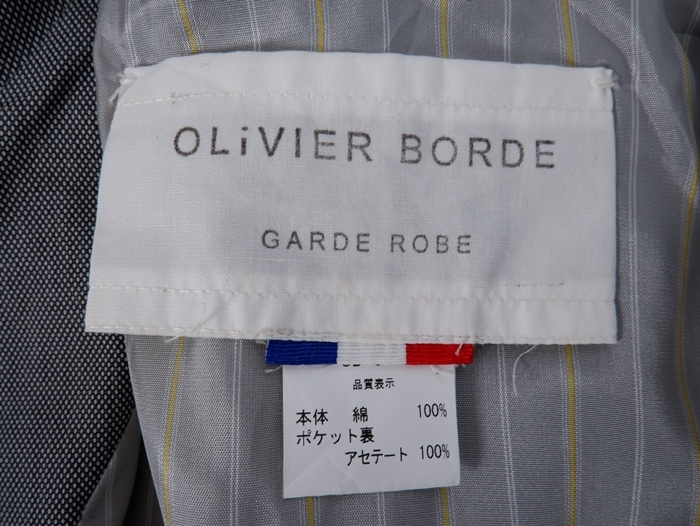 OLiVIER BORDE
GARDE ROBE
品質表示
本体 綿 100%
ポケット裏
アセテート 100%